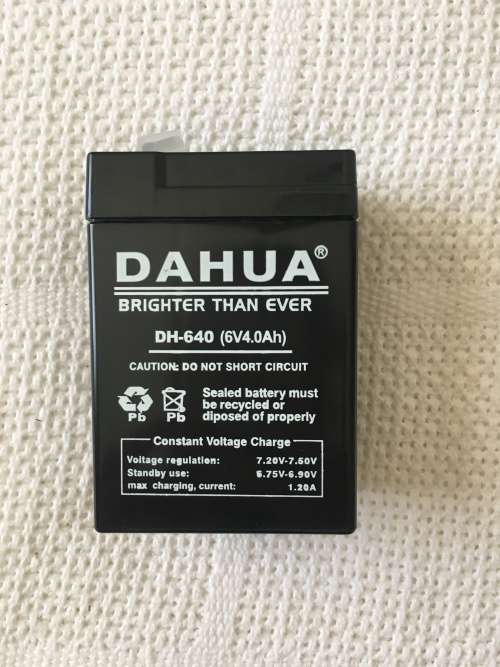 DAHUA®
BRIGHTER THAN EVER
DH-640 (6V4.0Ah)
CAUTION: DO NOT SHORT CIRCUIT
Pb Pb
Sealed battery must
be recycled or
diposed of properly
Constant Voltage Charge
Voltage regulation: 7.20V-7.50V
Standby use: 6.75V-6.90V
max charging, current: 1.20A